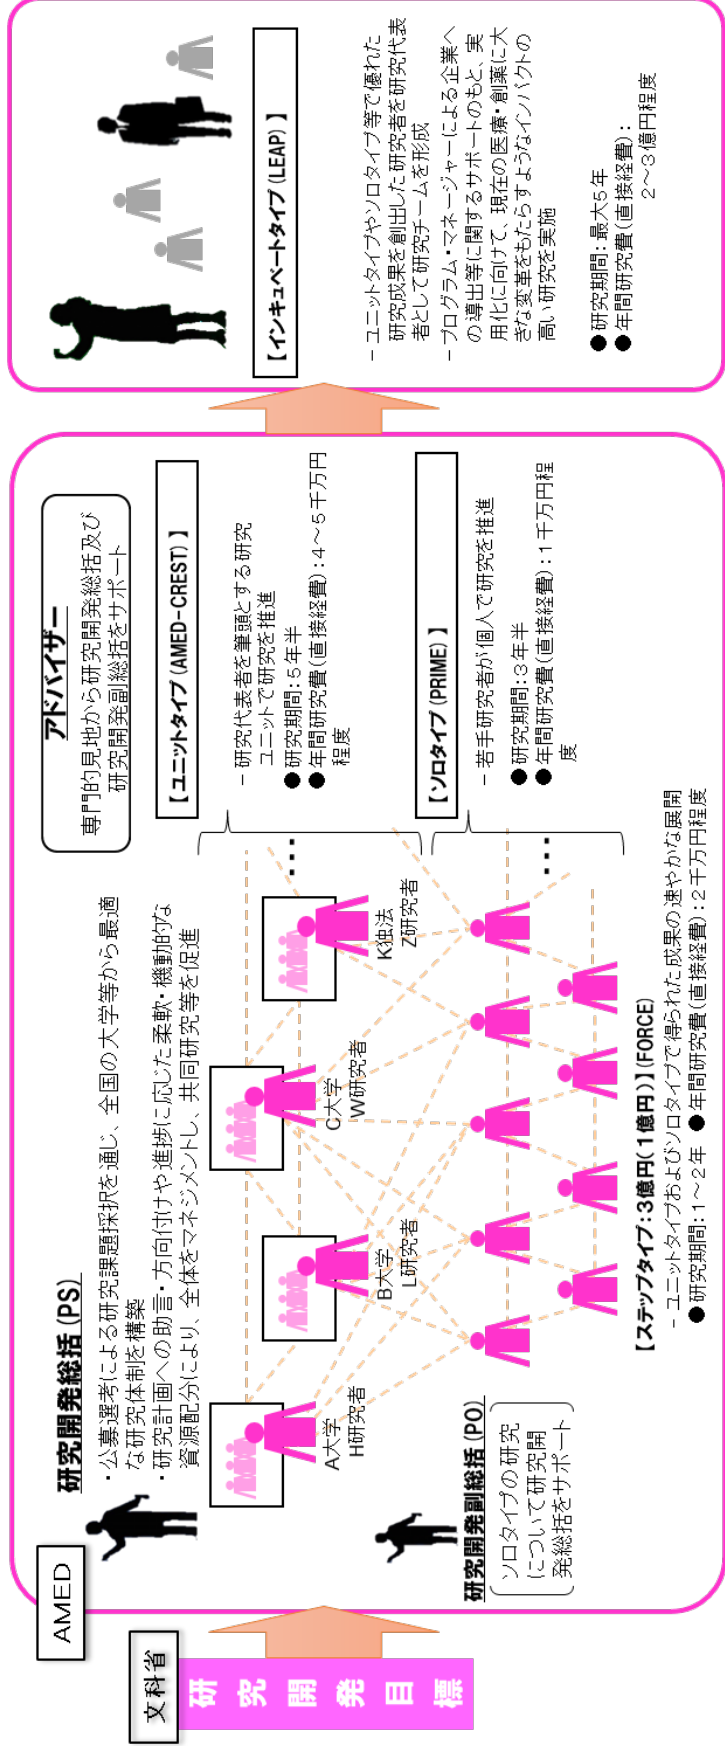 文科省
研究開発目標
AMED
研究開発総括(PS)
・公募選考による研究課題採択を通じ、全国の大学等から最適
な研究体制を構築
・研究計画への助言・方向付けや進捗に応じた柔軟・機動的な
資源配分により、全体をマネジメントし、共同研究等を促進
アドバイザー
専門的見地から研究開発総括及び
研究開発副総括をサポート
A大学
H研究者
B大学
L研究者
C大学
W研究者
K独法
Z研究者
…
【ユニットタイプ(AMED-CREST)】
－研究代表者を筆頭とする研究
ユニットで研究を推進
●研究期間：5年半
●年間研究費(直接経費)：4～5千万円
程度
研究開発副総括(PO)
ソロタイプの研究
について研究開
発総括をサポート
…
【ソロタイプ(PRIME)】
－若手研究者が個人で研究を推進
●研究期間：3年半
●年間研究費(直接経費)：1千万円程
度
【ステップタイプ：3億円(1億円)】(FORCE)
－ユニットタイプおよびソロタイプで得られた成果の速やかな展開
●研究期間：1～2年 ●年間研究費(直接経費)：2千万円程度
【インキュベートタイプ(LEAP)】
－ユニットタイプやソロタイプ等で優れた
研究成果を創出した研究者を研究代表
者として研究チームを形成
－プログラム・マネージャーによる企業へ
の導出等に関するサポートのもと、実
用化に向けて、現在の医療・創薬に大
きな変革をもたらすようなインパクトの
高い研究を実施
●研究期間：最大5年
●年間研究費(直接経費)：
2～3億円程度